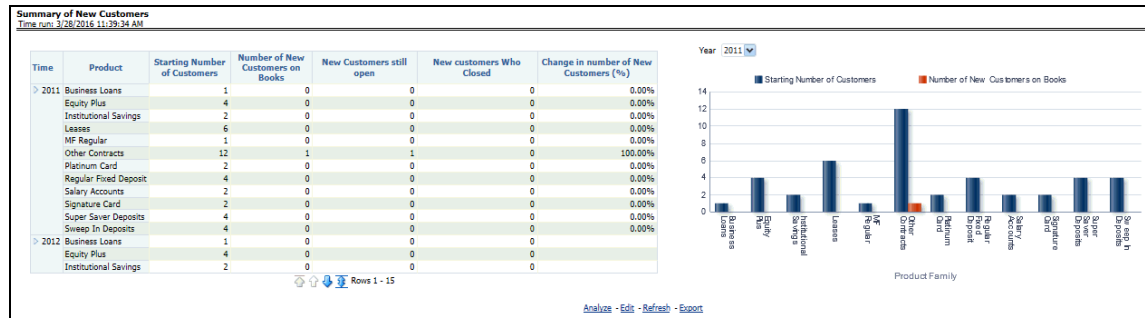 Summary of New Customers
Time run: 3/28/2016 11:39:34 AM
Time Product Starting Number of Customers Number of New Customers on Books New Customers still open New customers Who Closed Change in number of New Customers (%)
2011 Business Loans 1 0 0 0 0.00%
Equity Plus 4 0 0 0 0.00%
Institutional Savings 2 0 0 0 0.00%
Leases 6 0 0 0 0.00%
MF Regular 1 0 0 0 0.00%
Other Contracts 12 1 1 0 100.00%
Platinum Card 2 0 0 0 0.00%
Regular Fixed Deposit 4 0 0 0 0.00%
Salary Accounts 2 0 0 0 0.00%
Signature Card 2 0 0 0 0.00%
Super Saver Deposits 4 0 0 0 0.00%
Sweep In Deposits 4 0 0 0 0.00%
2012 Business Loans 1 0 0 0
Equity Plus 4 0 0 0
Institutional Savings 2 0 0 0
Rows 1 - 15
Year 2011
Starting Number of Customers Number of New Customers on Books
14
12
10
8
6
4
2
0
Business Loans
Equity Plus
Institutional Savings
Leases
MF Regular
Other Contracts
Platinum Card
Regular Fixed Deposit
Salary Accounts
Signature Card
Super Saver Deposits
Sweep In Deposits
Product Family
Analyze - Edit - Refresh - Export